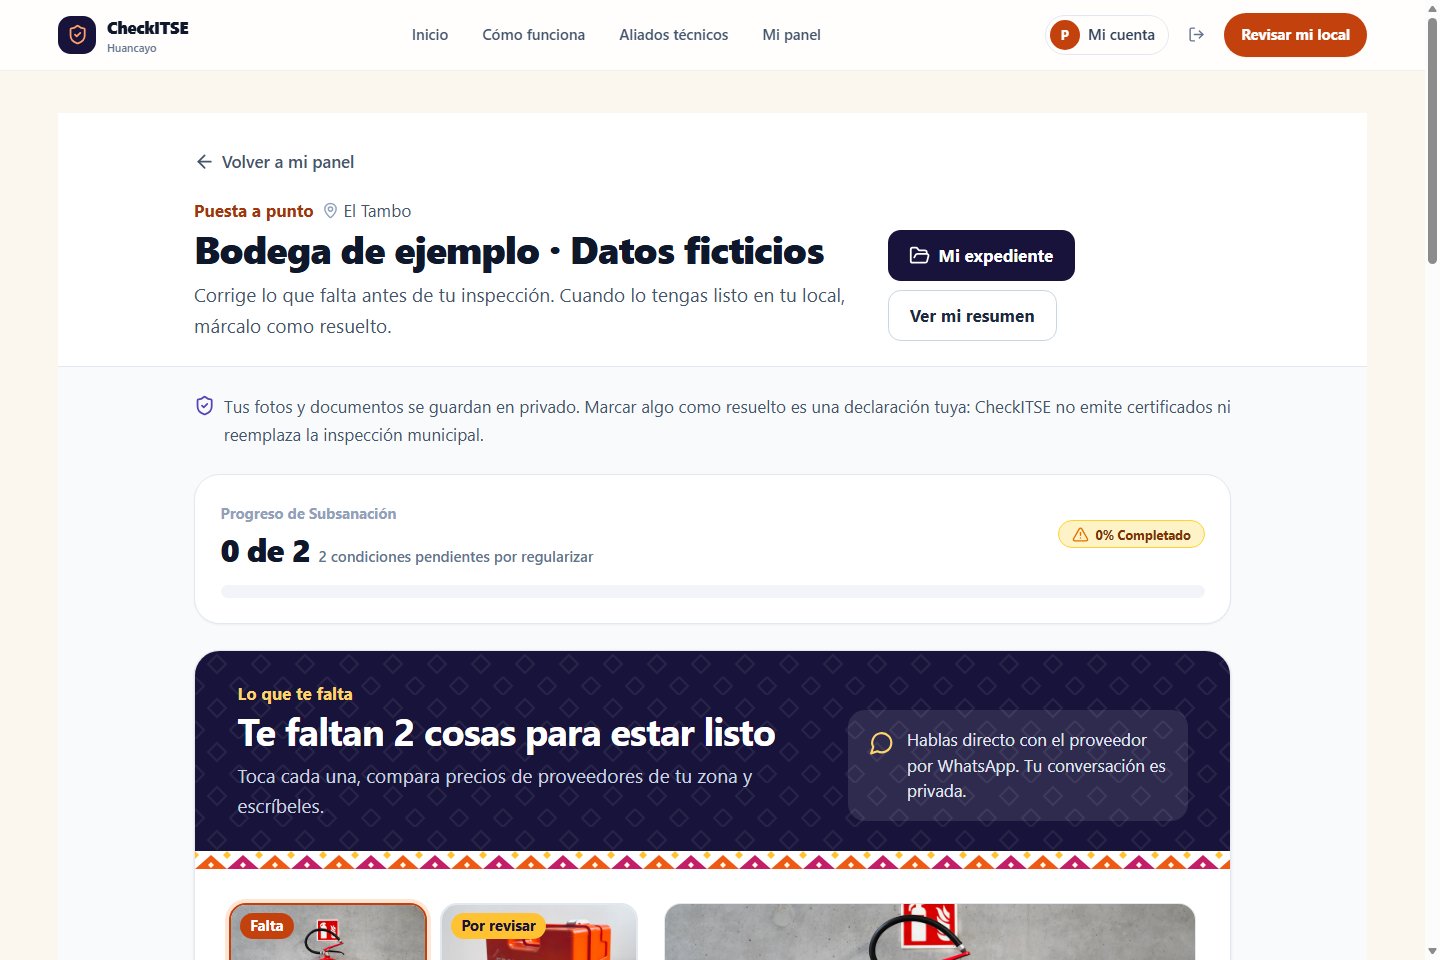 CheckITSE
Huancayo
Inicio
Cómo funciona
Aliados técnicos
Mi panel
P
Mi cuenta
Revisar mi local
Volver a mi panel
Puesta a punto
El Tambo
Bodega de ejemplo · Datos ficticios
Corrige lo que falta antes de tu inspección. Cuando lo tengas listo en tu local,
márcalo como resuelto.
Mi expediente
Ver mi resumen
Tus fotos y documentos se guardan en privado. Marcar algo como resuelto es una declaración tuya: CheckITSE no emite certificados ni
reemplaza la inspección municipal.
Progreso de Subsanación
0 de 2 2 condiciones pendientes por regularizar
0% Completado
Lo que te falta
Te faltan 2 cosas para estar listo
Toca cada una, compara precios de proveedores de tu zona y
escríbeles.
Hablas directo con el proveedor
por WhatsApp. Tu conversación es
privada.
Falta
Por revisar